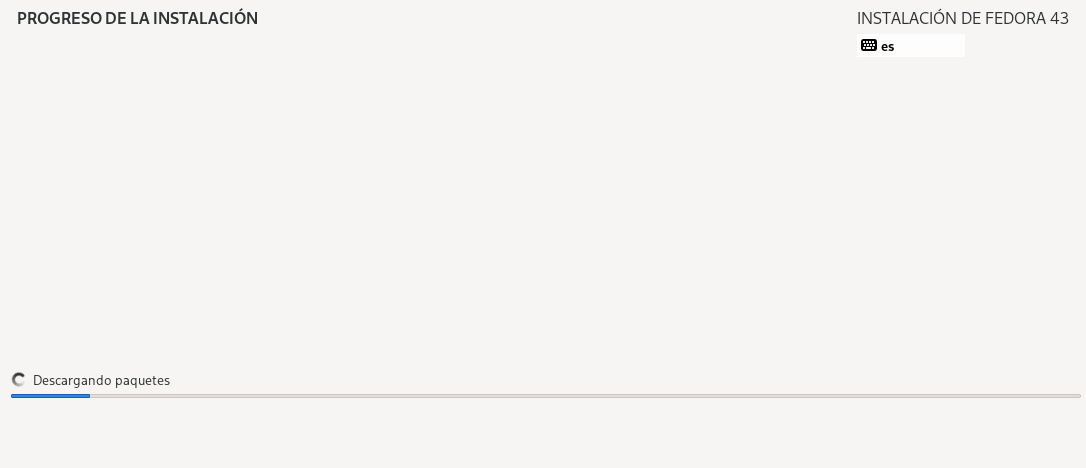 PROGRESO DE LA INSTALACIÓN
INSTALACIÓN DE FEDORA 43
es
Descargando paquetes